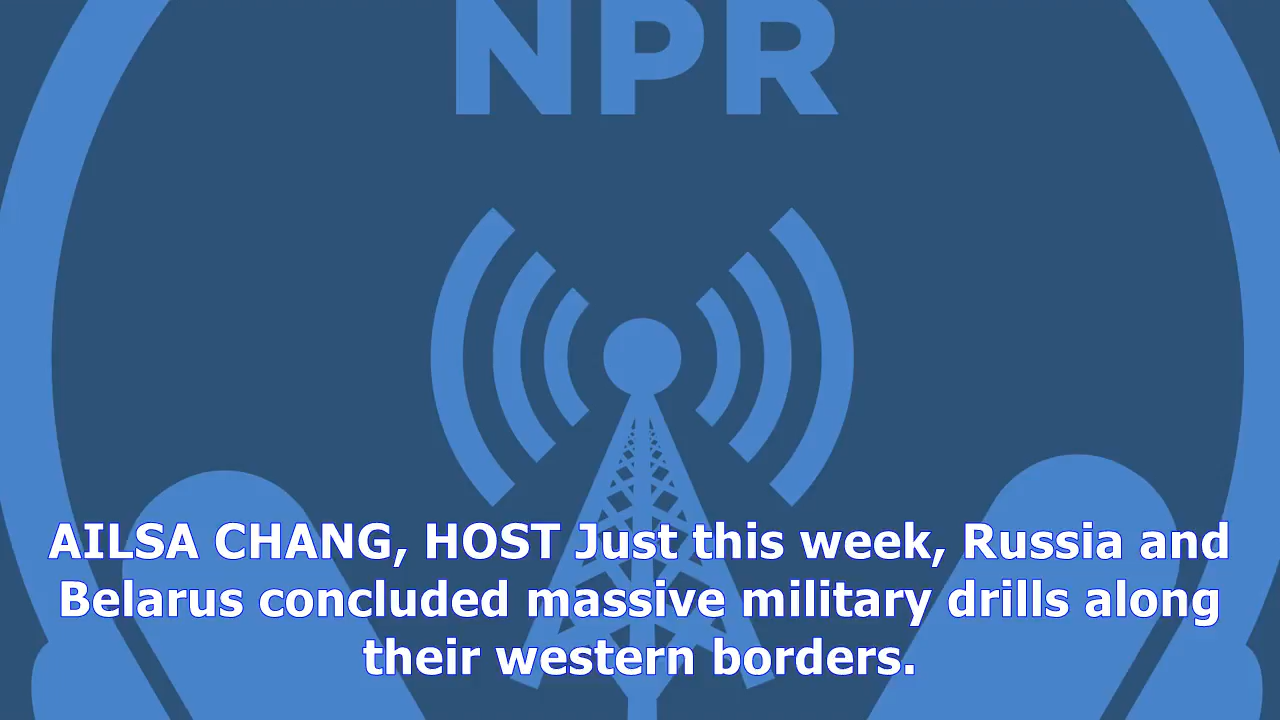 NPR
AILSA CHANG, HOST Just this week, Russia and
Belarus concluded massive military drills along
their western borders.